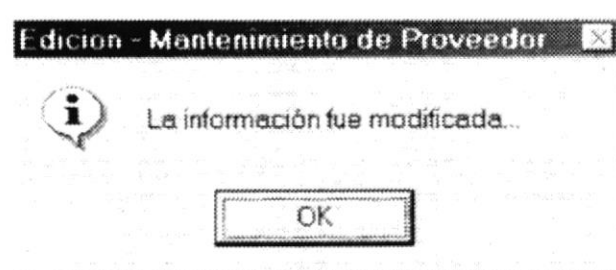 Edicion - Mantenimiento de Proveedor
La información fue modificada...
OK